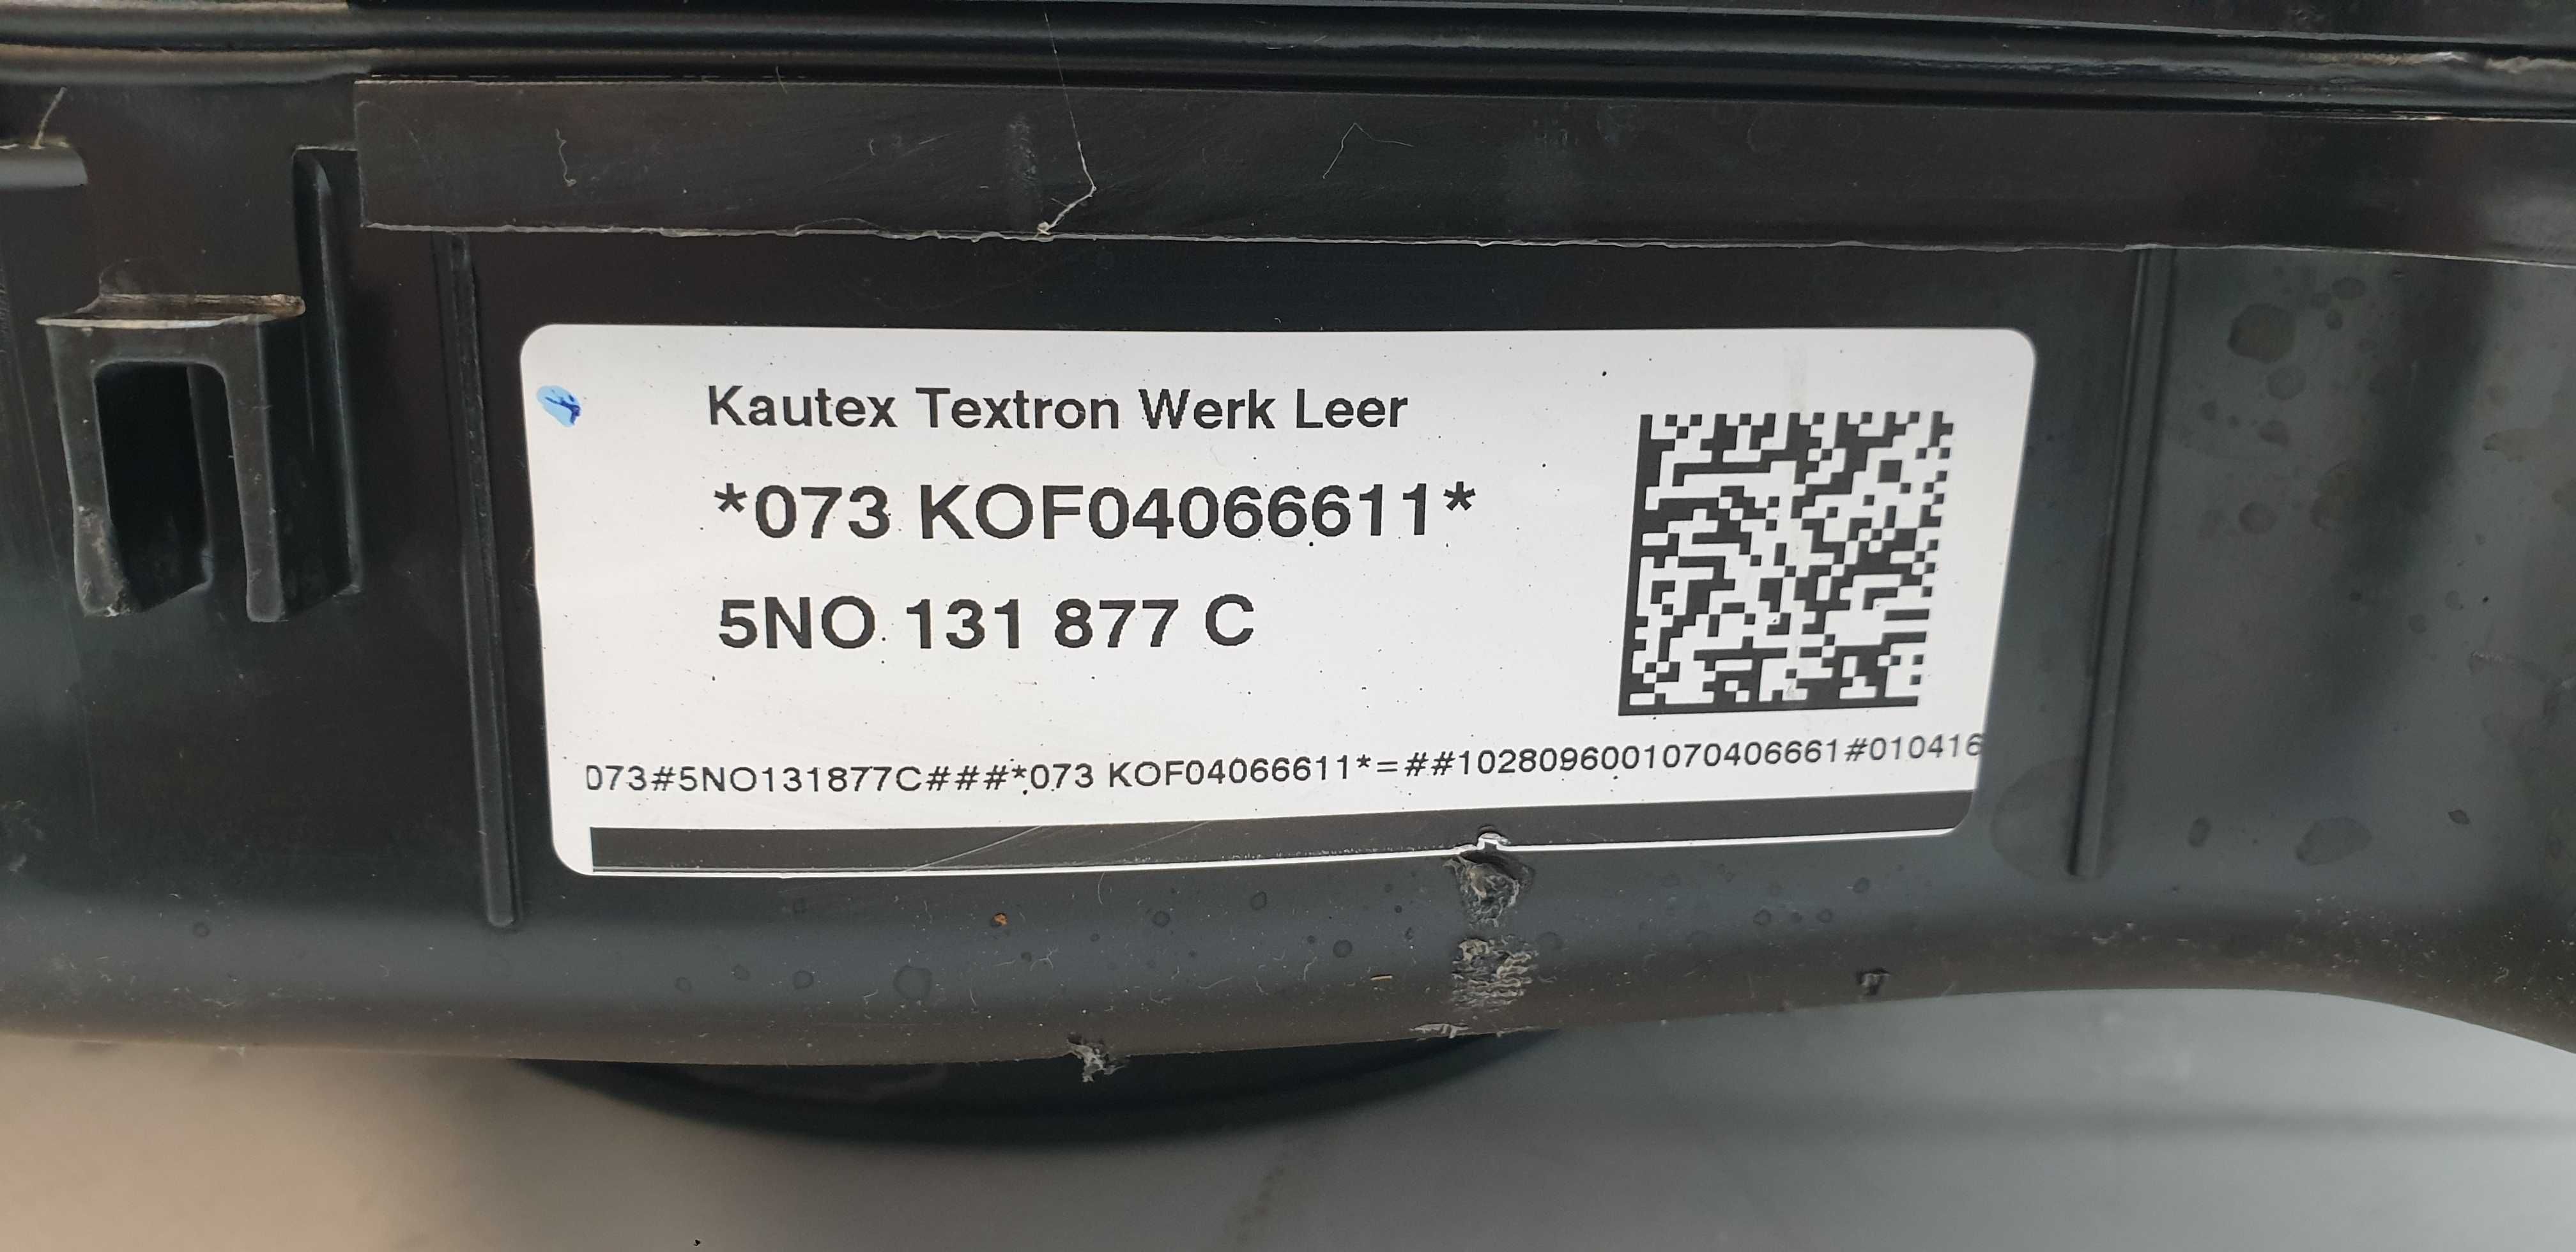 Kautex Textron Werk Leer
*073 KOF04066611*
5NO 131 877 C
073#5NO131877C###*073 KOF04066611*=##1028096001070406661#010416